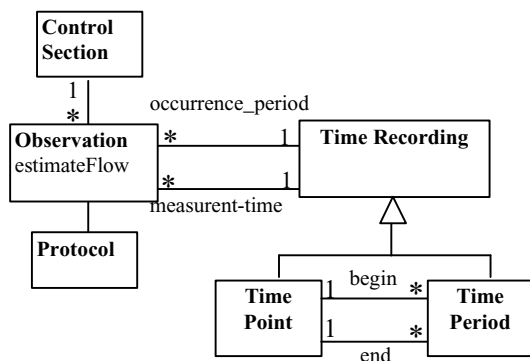 Control
Section
1
*
occurrence_period
Observation
estimateFlow
*
1
Time Recording
*
1
measurent-time
Protocol
begin
Time
Point
1
*
Time
Period
1
*
end